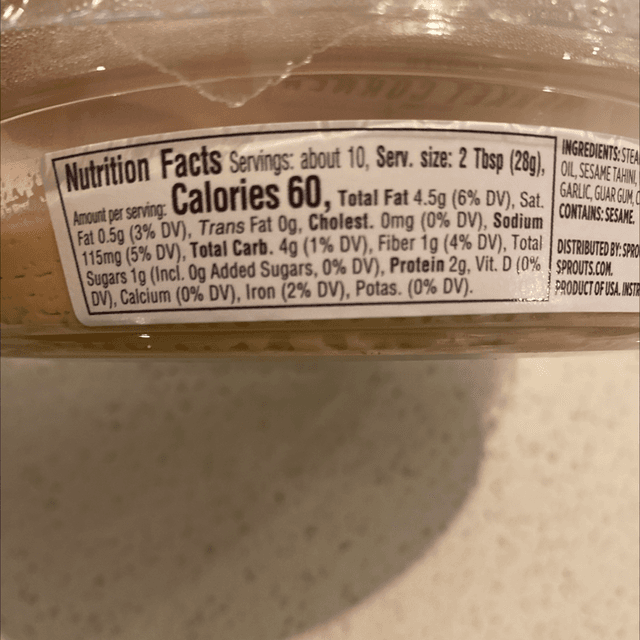 Nutrition Facts Servings: about 10, Serv. size: 2 Tbsp (28g),
Amount per serving: Calories 60, Total Fat 4.5g (6% DV), Sat.
Fat 0.5g (3% DV), Trans Fat 0g, Cholest. 0mg (0% DV), Sodium
115mg (5% DV), Total Carb. 4g (1% DV), Fiber 1g (4% DV), Total
Sugars 1g (Incl. 0g Added Sugars, 0% DV), Protein 2g, Vit. D (0%
DV), Calcium (0% DV), Iron (2% DV), Potas. (0% DV).
INGREDIENTS: STEA
OIL, SESAME TAHINI,
GARLIC, GUAR GUM, C
CONTAINS: SESAME.
DISTRIBUTED BY: SPRO
SPROUTS.COM.
PRODUCT OF USA. INSTR